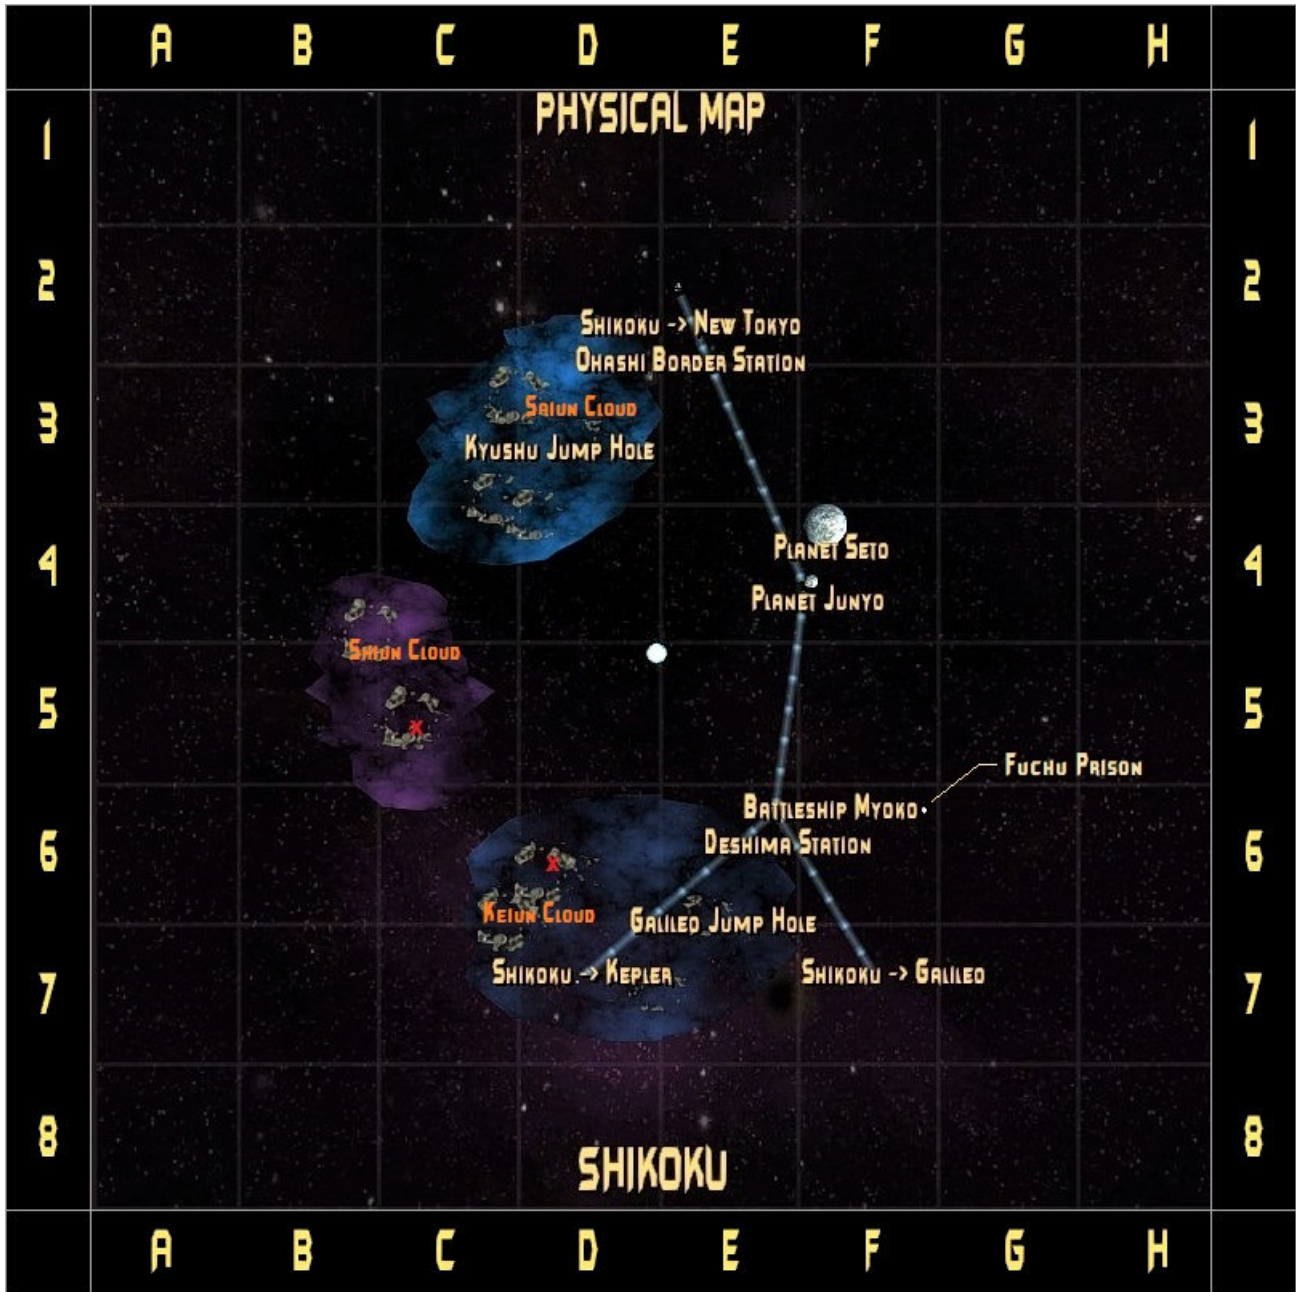 A B C D E F G H
PHYSICAL MAP
1 1
2 2
SHIKOKU -> NEW TOKYO
OHASHI BORDER STATION
SAIUN CLOUD
3 3
KYUSHU JUMP HOLE
PLANET SETO
4 4
PLANET JUNYO
SHIUN CLOUD
5 5
X
FUCHU PRISON
BATTLESHIP MYOKO
DESHIMA STATION
6 6
X
KEIUN CLOUD
GALILEO JUMP HOLE
SHIKOKU -> KEPLER
SHIKOKU -> GALILEO
7 7
8 8
SHIKOKU
A B C D E F G H